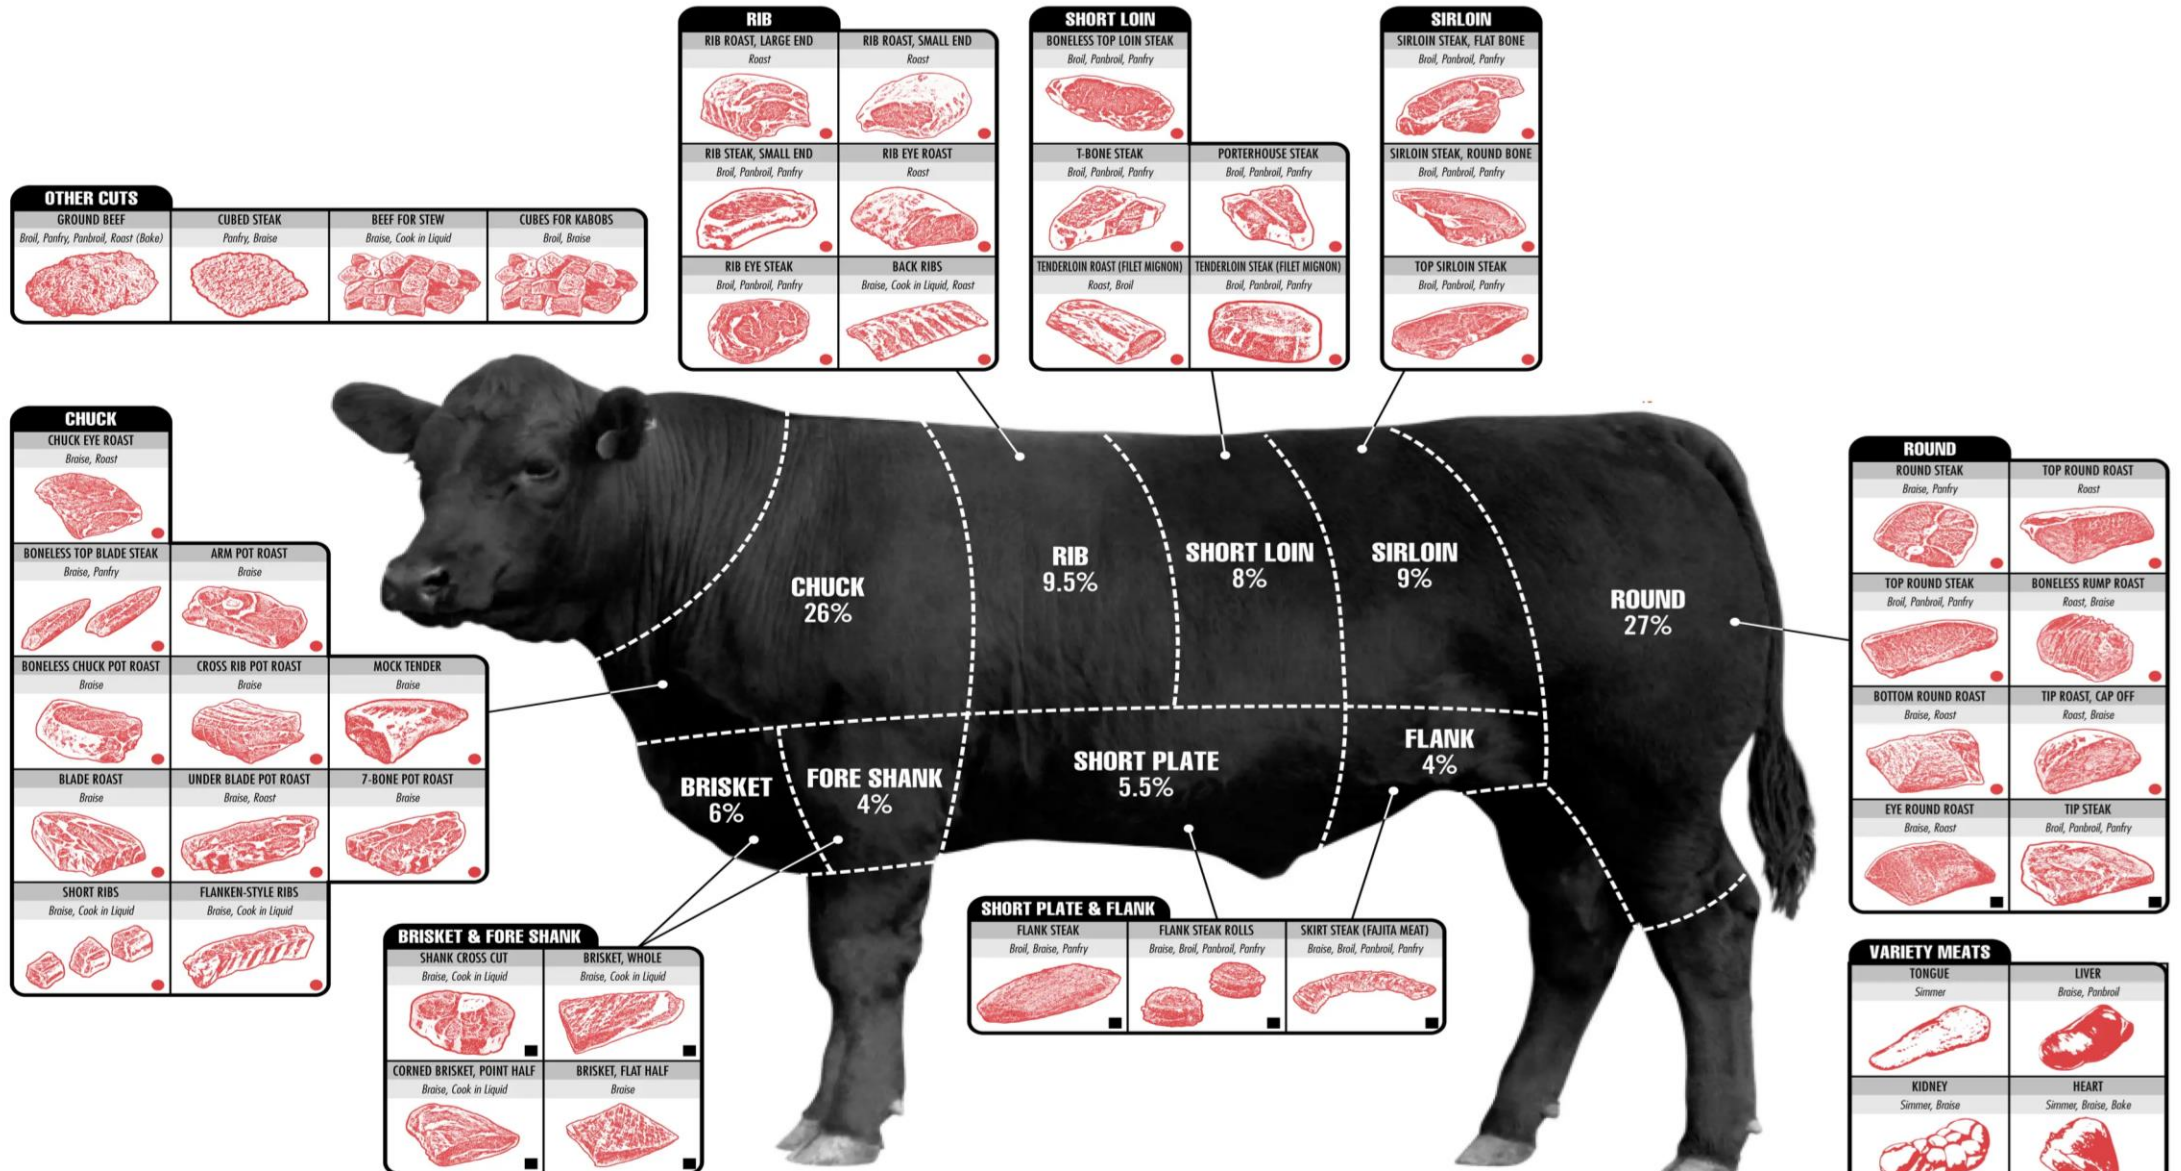 RIB
RIB ROAST, LARGE END
Roast
RIB ROAST, SMALL END
Roast
RIB STEAK, SMALL END
Broil, Panbroil, Panfry
RIB EYE ROAST
Roast
RIB EYE STEAK
Broil, Panbroil, Panfry
BACK RIBS
Braise, Cook in Liquid, Roast
SHORT LOIN
BONELESS TOP LOIN STEAK
Broil, Panbroil, Panfry
T-BONE STEAK
Broil, Panbroil, Panfry
PORTERHOUSE STEAK
Broil, Panbroil, Panfry
TENDERLOIN ROAST (FILET MIGNON)
Roast, Broil
TENDERLOIN STEAK (FILET MIGNON)
Broil, Panbroil, Panfry
SIRLOIN
SIRLOIN STEAK, FLAT BONE
Broil, Panbroil, Panfry
SIRLOIN STEAK, ROUND BONE
Broil, Panbroil, Panfry
TOP SIRLOIN STEAK
Broil, Panbroil, Panfry
OTHER CUTS
GROUND BEEF
Broil, Panfry, Panbroil, Roast (Bake)
CUBED STEAK
Panfry, Braise
BEEF FOR STEW
Braise, Cook in Liquid
CUBES FOR KABOBS
Broil, Braise
CHUCK
CHUCK EYE ROAST
Braise, Roast
BONELESS TOP BLADE STEAK
Braise, Panfry
ARM POT ROAST
Braise
BONELESS CHUCK POT ROAST
Braise
CROSS RIB POT ROAST
Braise
MOCK TENDER
Braise
BLADE ROAST
Braise
UNDER BLADE POT ROAST
Braise, Roast
7-BONE POT ROAST
Braise
SHORT RIBS
Braise, Cook in Liquid
FLANKEN-STYLE RIBS
Braise, Cook in Liquid
CHUCK
26%
RIB
9.5%
SHORT LOIN
8%
SIRLOIN
9%
ROUND
27%
BRISKET
6%
FORE SHANK
4%
SHORT PLATE
5.5%
FLANK
4%
ROUND
ROUND STEAK
Braise, Panfry
TOP ROUND ROAST
Roast
TOP ROUND STEAK
Broil, Panbroil, Panfry
BONELESS RUMP ROAST
Roast, Braise
BOTTOM ROUND ROAST
Braise, Roast
TIP ROAST, CAP OFF
Roast, Braise
EYE ROUND ROAST
Braise, Roast
TIP STEAK
Broil, Panbroil, Panfry
BRISKET & FORE SHANK
SHANK CROSS CUT
Braise, Cook in Liquid
BRISKET, WHOLE
Braise, Cook in Liquid
CORNED BRISKET, POINT HALF
Braise, Cook in Liquid
BRISKET, FLAT HALF
Braise
SHORT PLATE & FLANK
FLANK STEAK
Broil, Braise, Panfry
FLANK STEAK ROLLS
Braise, Broil, Panbroil, Panfry
SKIRT STEAK (FAJITA MEAT)
Braise, Broil, Panbroil, Panfry
VARIETY MEATS
TONGUE
Simmer
LIVER
Braise, Panbroil
KIDNEY
Simmer, Braise
HEART
Simmer, Braise, Bake